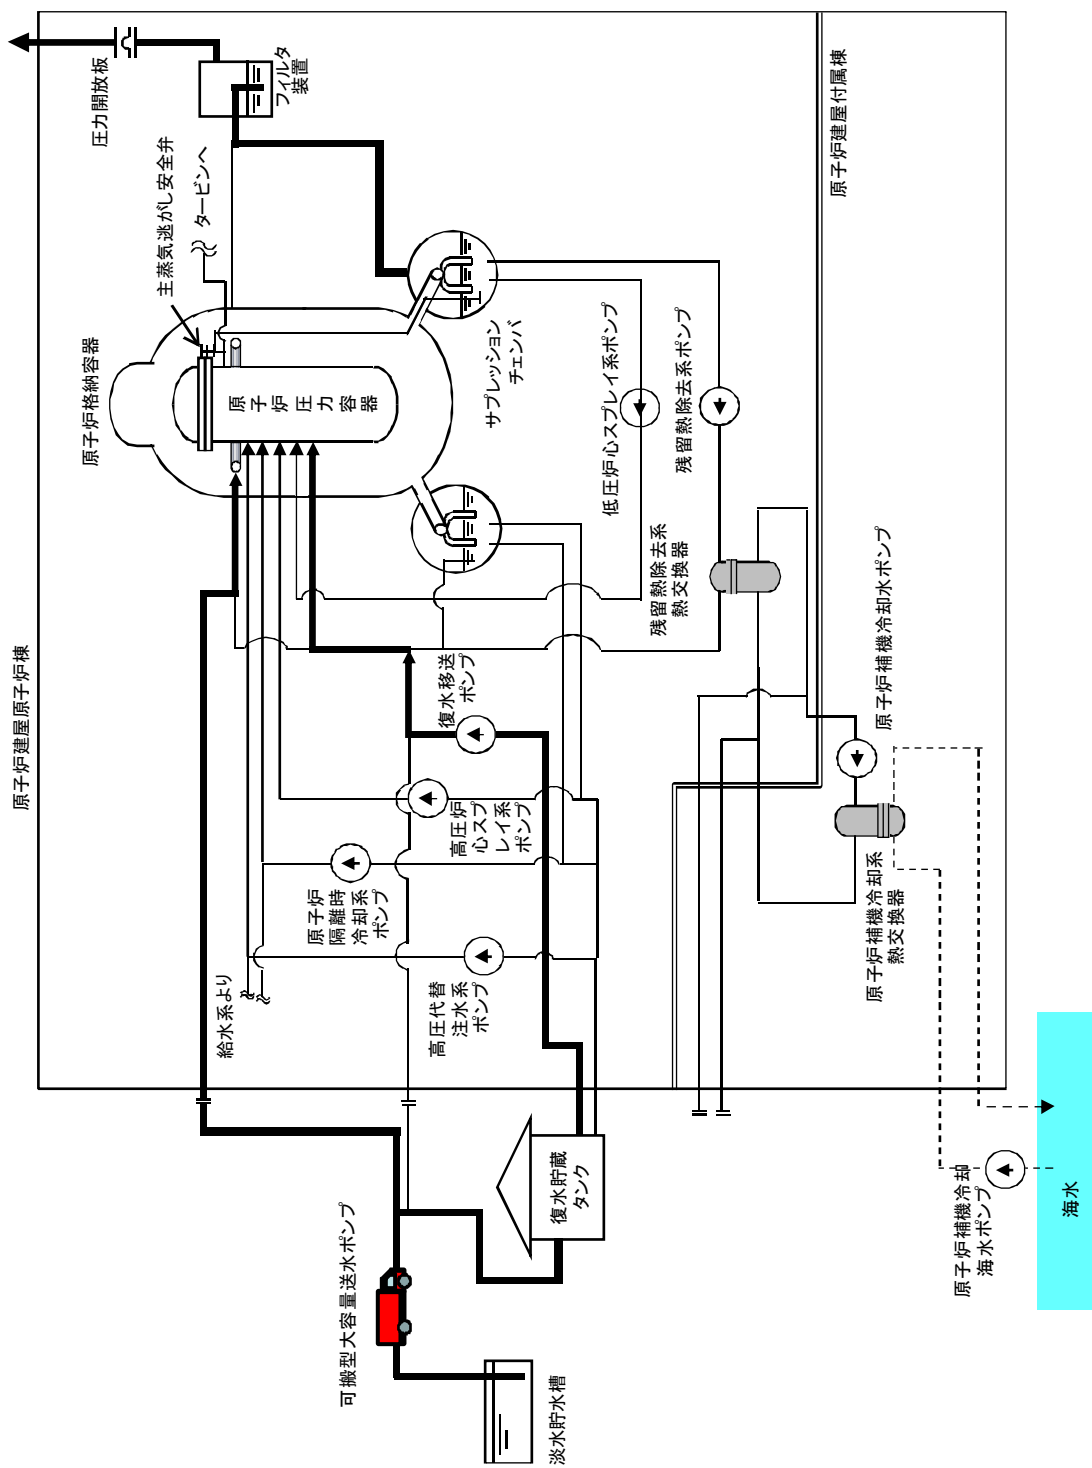 原子炉建屋原子炉棟
原子炉格納容器
主蒸気逃がし安全弁
タービンへ
圧力開放板
フィルタ
装置
原子炉建屋付属棟
原子炉圧力容器
サプレッション
チェンバ
低圧炉心スプレイ系ポンプ
残留熱除去系ポンプ
残留熱除去系
熱交換器
原子炉補機冷却水ポンプ
復水移送
ポンプ
高圧炉
心スプ
レイ系
ポンプ
原子炉
隔離時
冷却系
ポンプ
高圧代替
注水系
ポンプ
給水系より
原子炉補機冷却系
熱交換器
可搬型大容量送水ポンプ
復水貯蔵
タンク
淡水貯水槽
原子炉補機冷却
海水ポンプ
海水